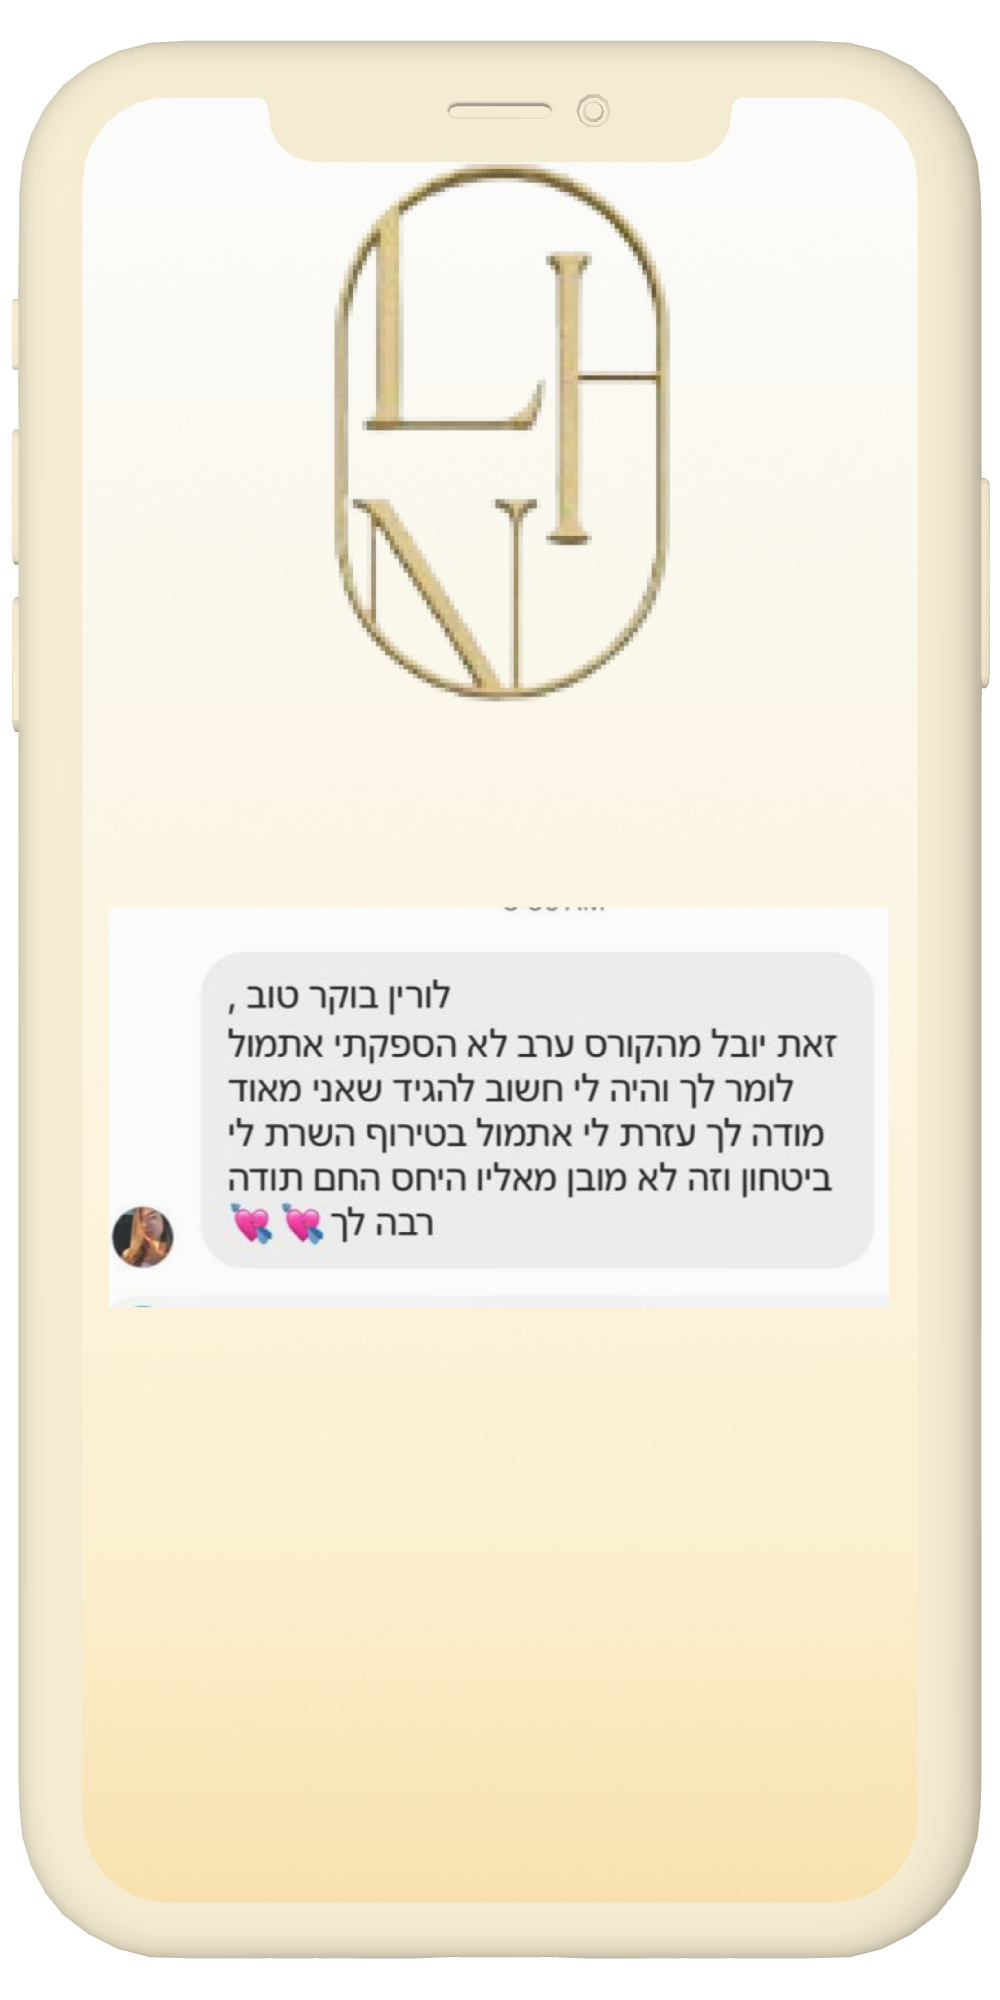 L H
N
לורין בוקר טוב ,
זאת יובל מהקורס ערב לא הספקתי אתמול
לומר לך והיה לי חשוב להגיד שאני מאוד
מודה לך עזרת לי אתמול בטירוף השרת לי
ביטחון וזה לא מובן מאליו היחס החם תודה
רבה לך 💘 💘